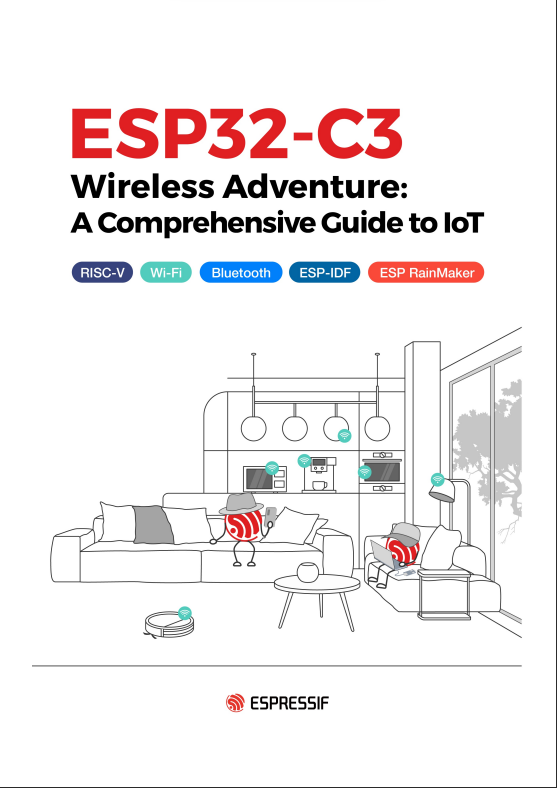 ESP32-C3
Wireless Adventure:
A Comprehensive Guide to IoT
RISC-V Wi-Fi Bluetooth ESP-IDF ESP RainMaker
ESPRESSIF